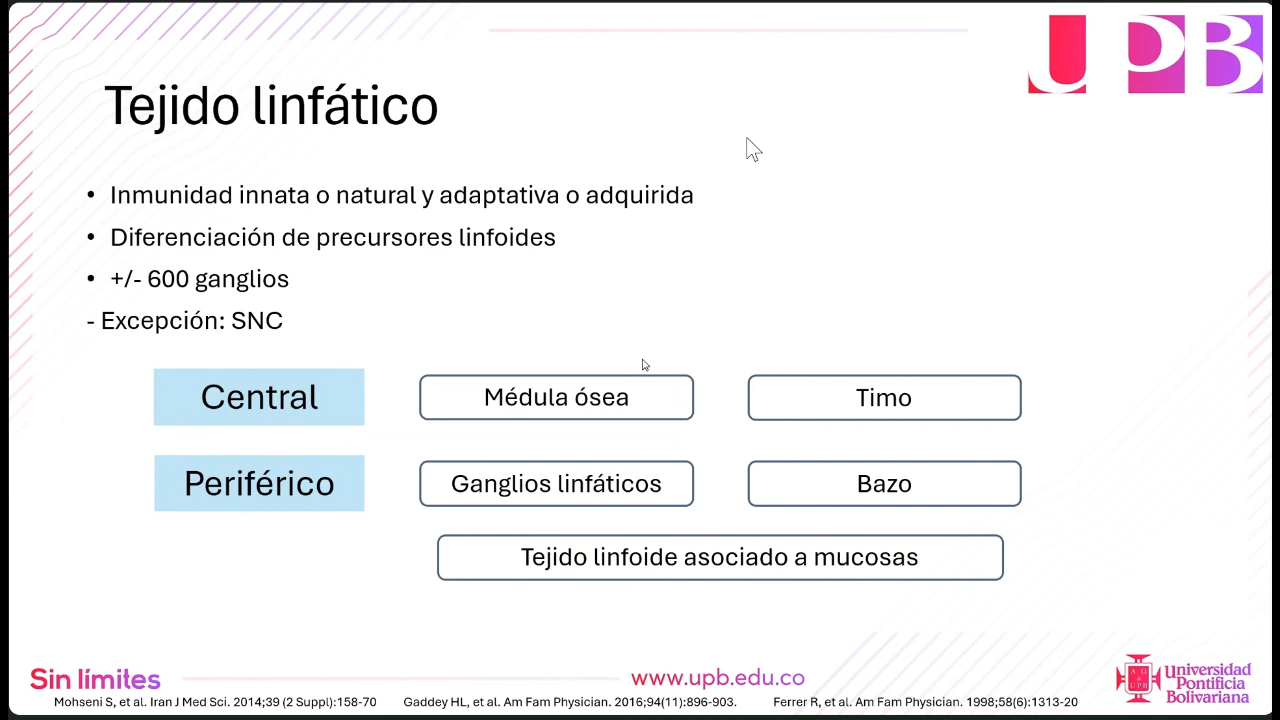 UPB
Tejido linfático
• Inmunidad innata o natural y adaptativa o adquirida
• Diferenciación de precursores linfoides
• +/- 600 ganglios
- Excepción: SNC
Central
Médula ósea
Timo
Periférico
Ganglios linfáticos
Bazo
Tejido linfoide asociado a mucosas
Sin límites
www.upb.edu.co
Universidad
Pontificia
Bolivariana
Mohseni S, et al. Iran J Med Sci. 2014;39 (2 Suppl):158-70
Gaddey HL, et al. Am Fam Physician. 2016;94(11):896-903.
Ferrer R, et al. Am Fam Physician. 1998;58(6):1313-20